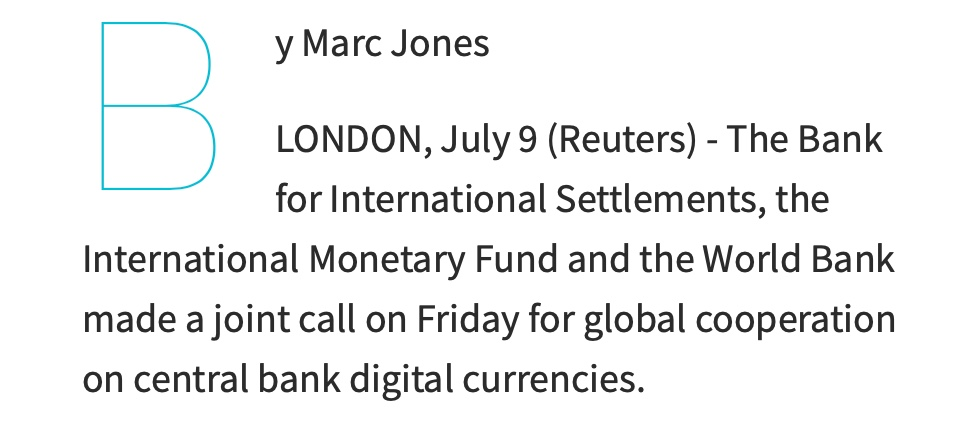 By Marc Jones
LONDON, July 9 (Reuters) - The Bank
for International Settlements, the
International Monetary Fund and the World Bank
made a joint call on Friday for global cooperation
on central bank digital currencies.